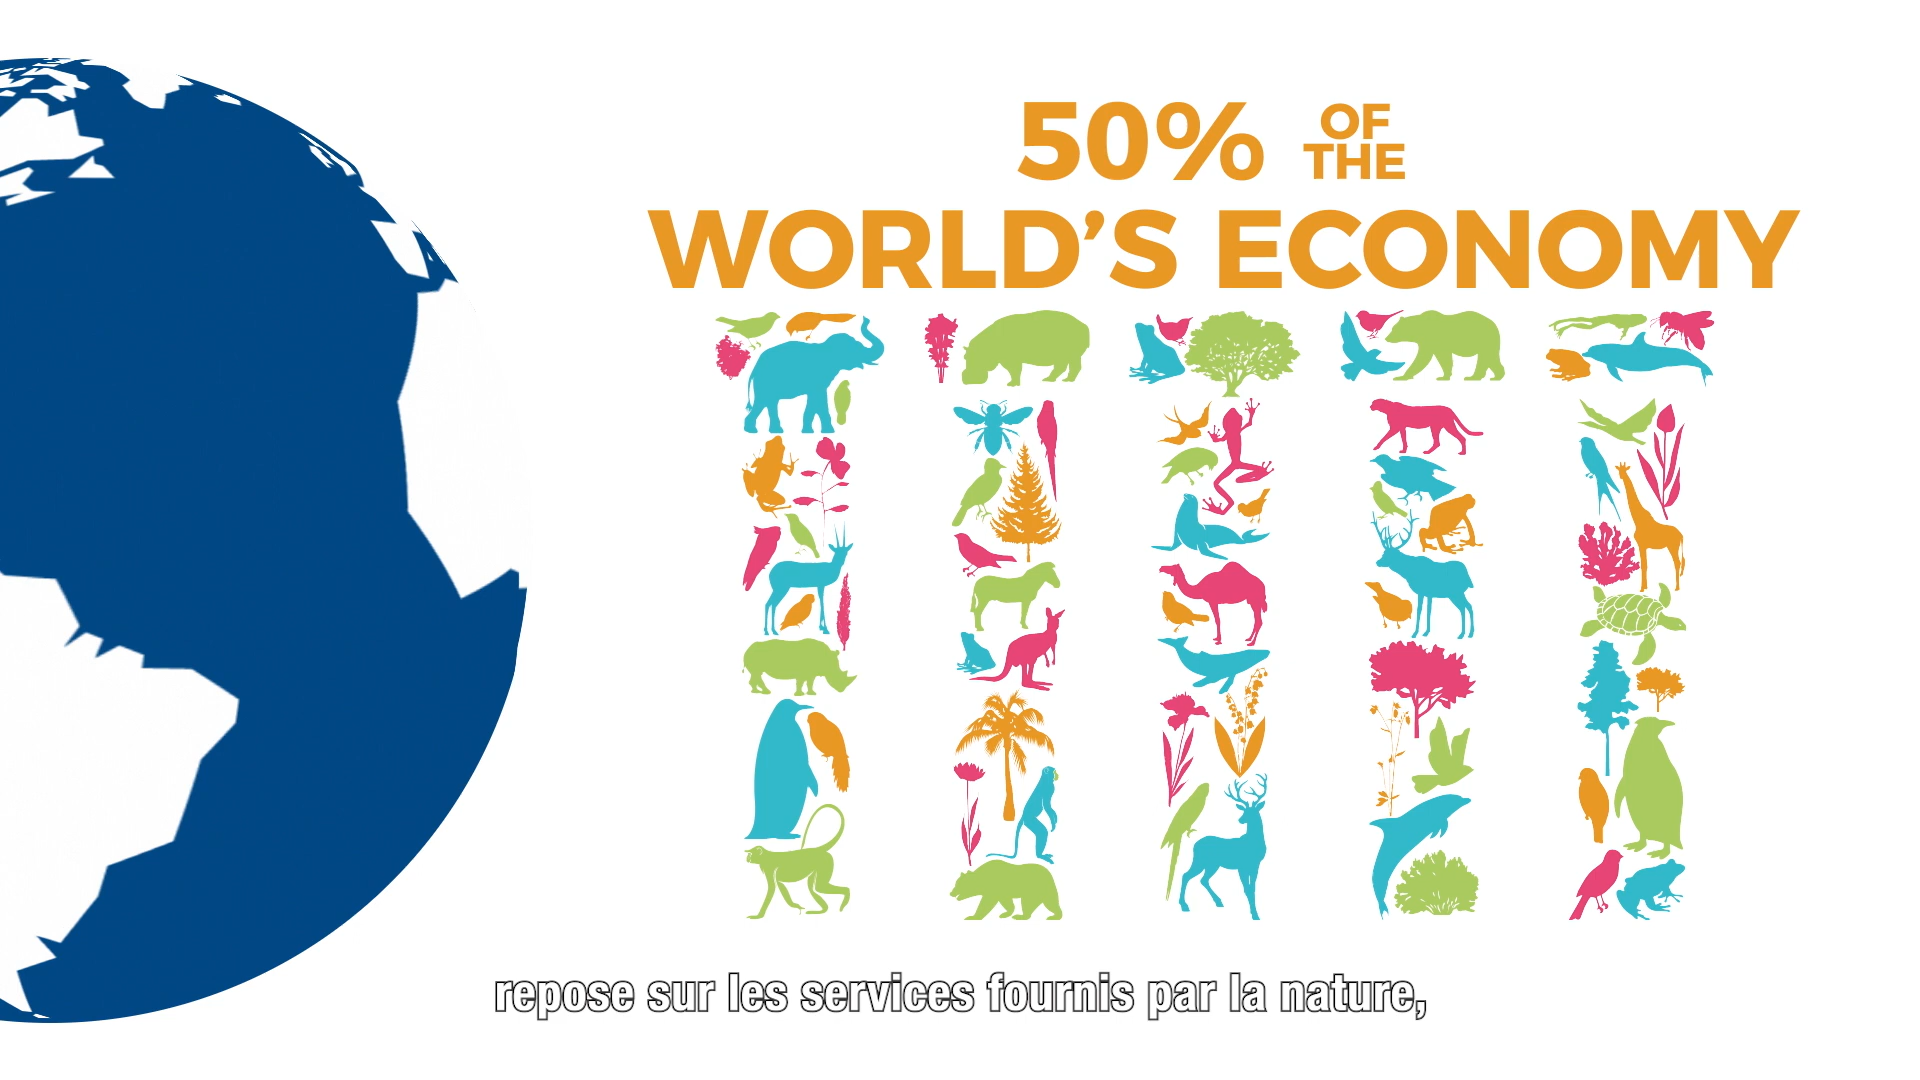 50% OF
THE
WORLD’S ECONOMY
repose sur les services fournis par la nature,